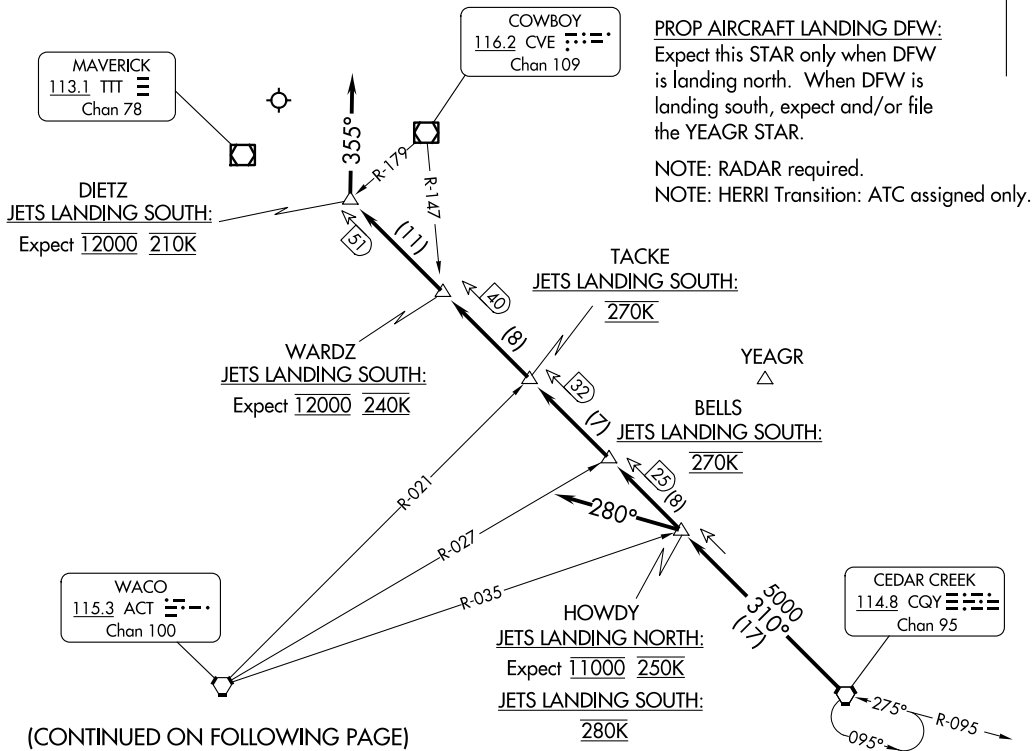 COWBOY
116.2 CVE
Chan 109
MAVERICK
113.1 TTT
Chan 78
PROP AIRCRAFT LANDING DFW:
Expect this STAR only when DFW
is landing north. When DFW is
landing south, expect and/or file
the YEAGR STAR.
NOTE: RADAR required.
NOTE: HERRI Transition: ATC assigned only.
355°
R-179
R-147
DIETZ
JETS LANDING SOUTH:
Expect 12000 210K
51
(11)
TACKE
JETS LANDING SOUTH:
270K
40
(8)
WARDZ
JETS LANDING SOUTH:
Expect 12000 240K
YEAGR
32
(7)
BELLS
JETS LANDING SOUTH:
270K
25
(8)
280°
R-021
R-027
R-035
WACO
115.3 ACT
Chan 100
HOWDY
JETS LANDING NORTH:
Expect 11000 250K
JETS LANDING SOUTH:
280K
5000
310°
(17)
CEDAR CREEK
114.8 CQY
Chan 95
275°
R-095
095°
(CONTINUED ON FOLLOWING PAGE)